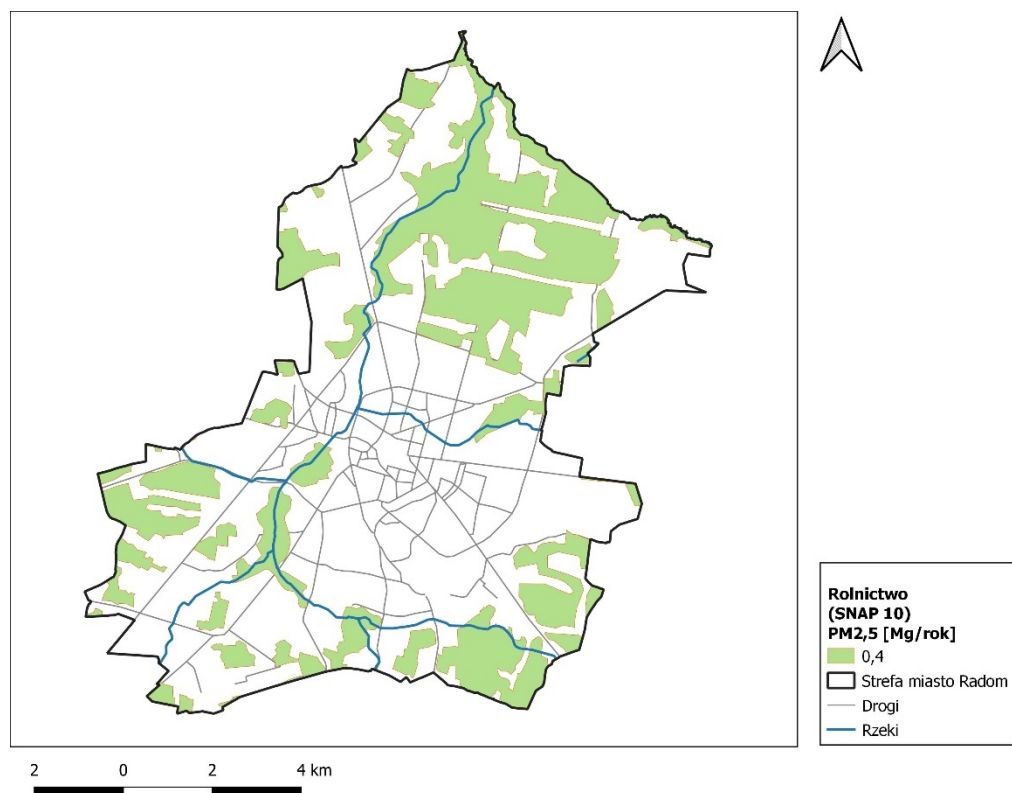 Rolnictwo
(SNAP 10)
PM2,5 [Mg/rok]
0,4
Strefa miasto Radom
Drogi
Rzeki
2 0 2 4 km